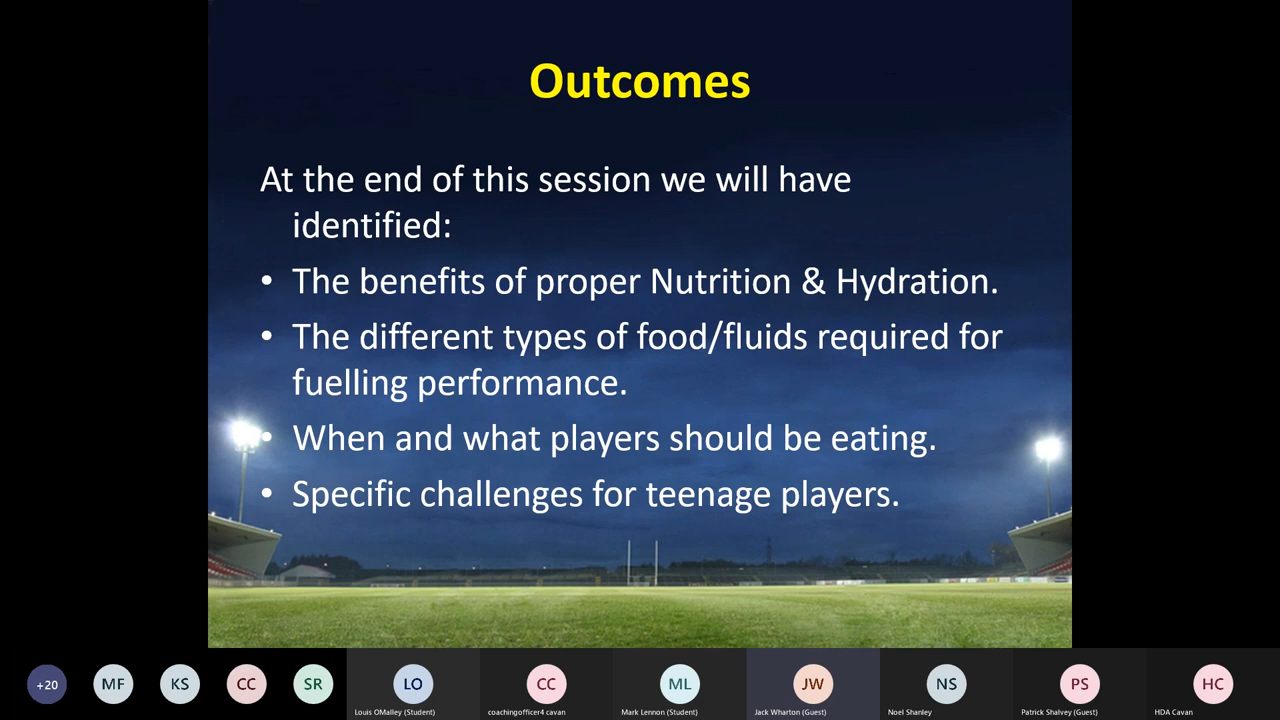 Outcomes
At the end of this session we will have
identified:
• The benefits of proper Nutrition & Hydration.
• The different types of food/fluids required for
fuelling performance.
• When and what players should be eating.
• Specific challenges for teenage players.
+20
MF
KS
CC
SR
LO
CC
ML
JW
NS
PS
HC
Louis OMalley (Student)
coachingofficer4 cavan
Mark Lennon (Student)
Jack Wharton (Guest)
Noel Shanley
Patrick Shalvey (Guest)
HDA Cavan